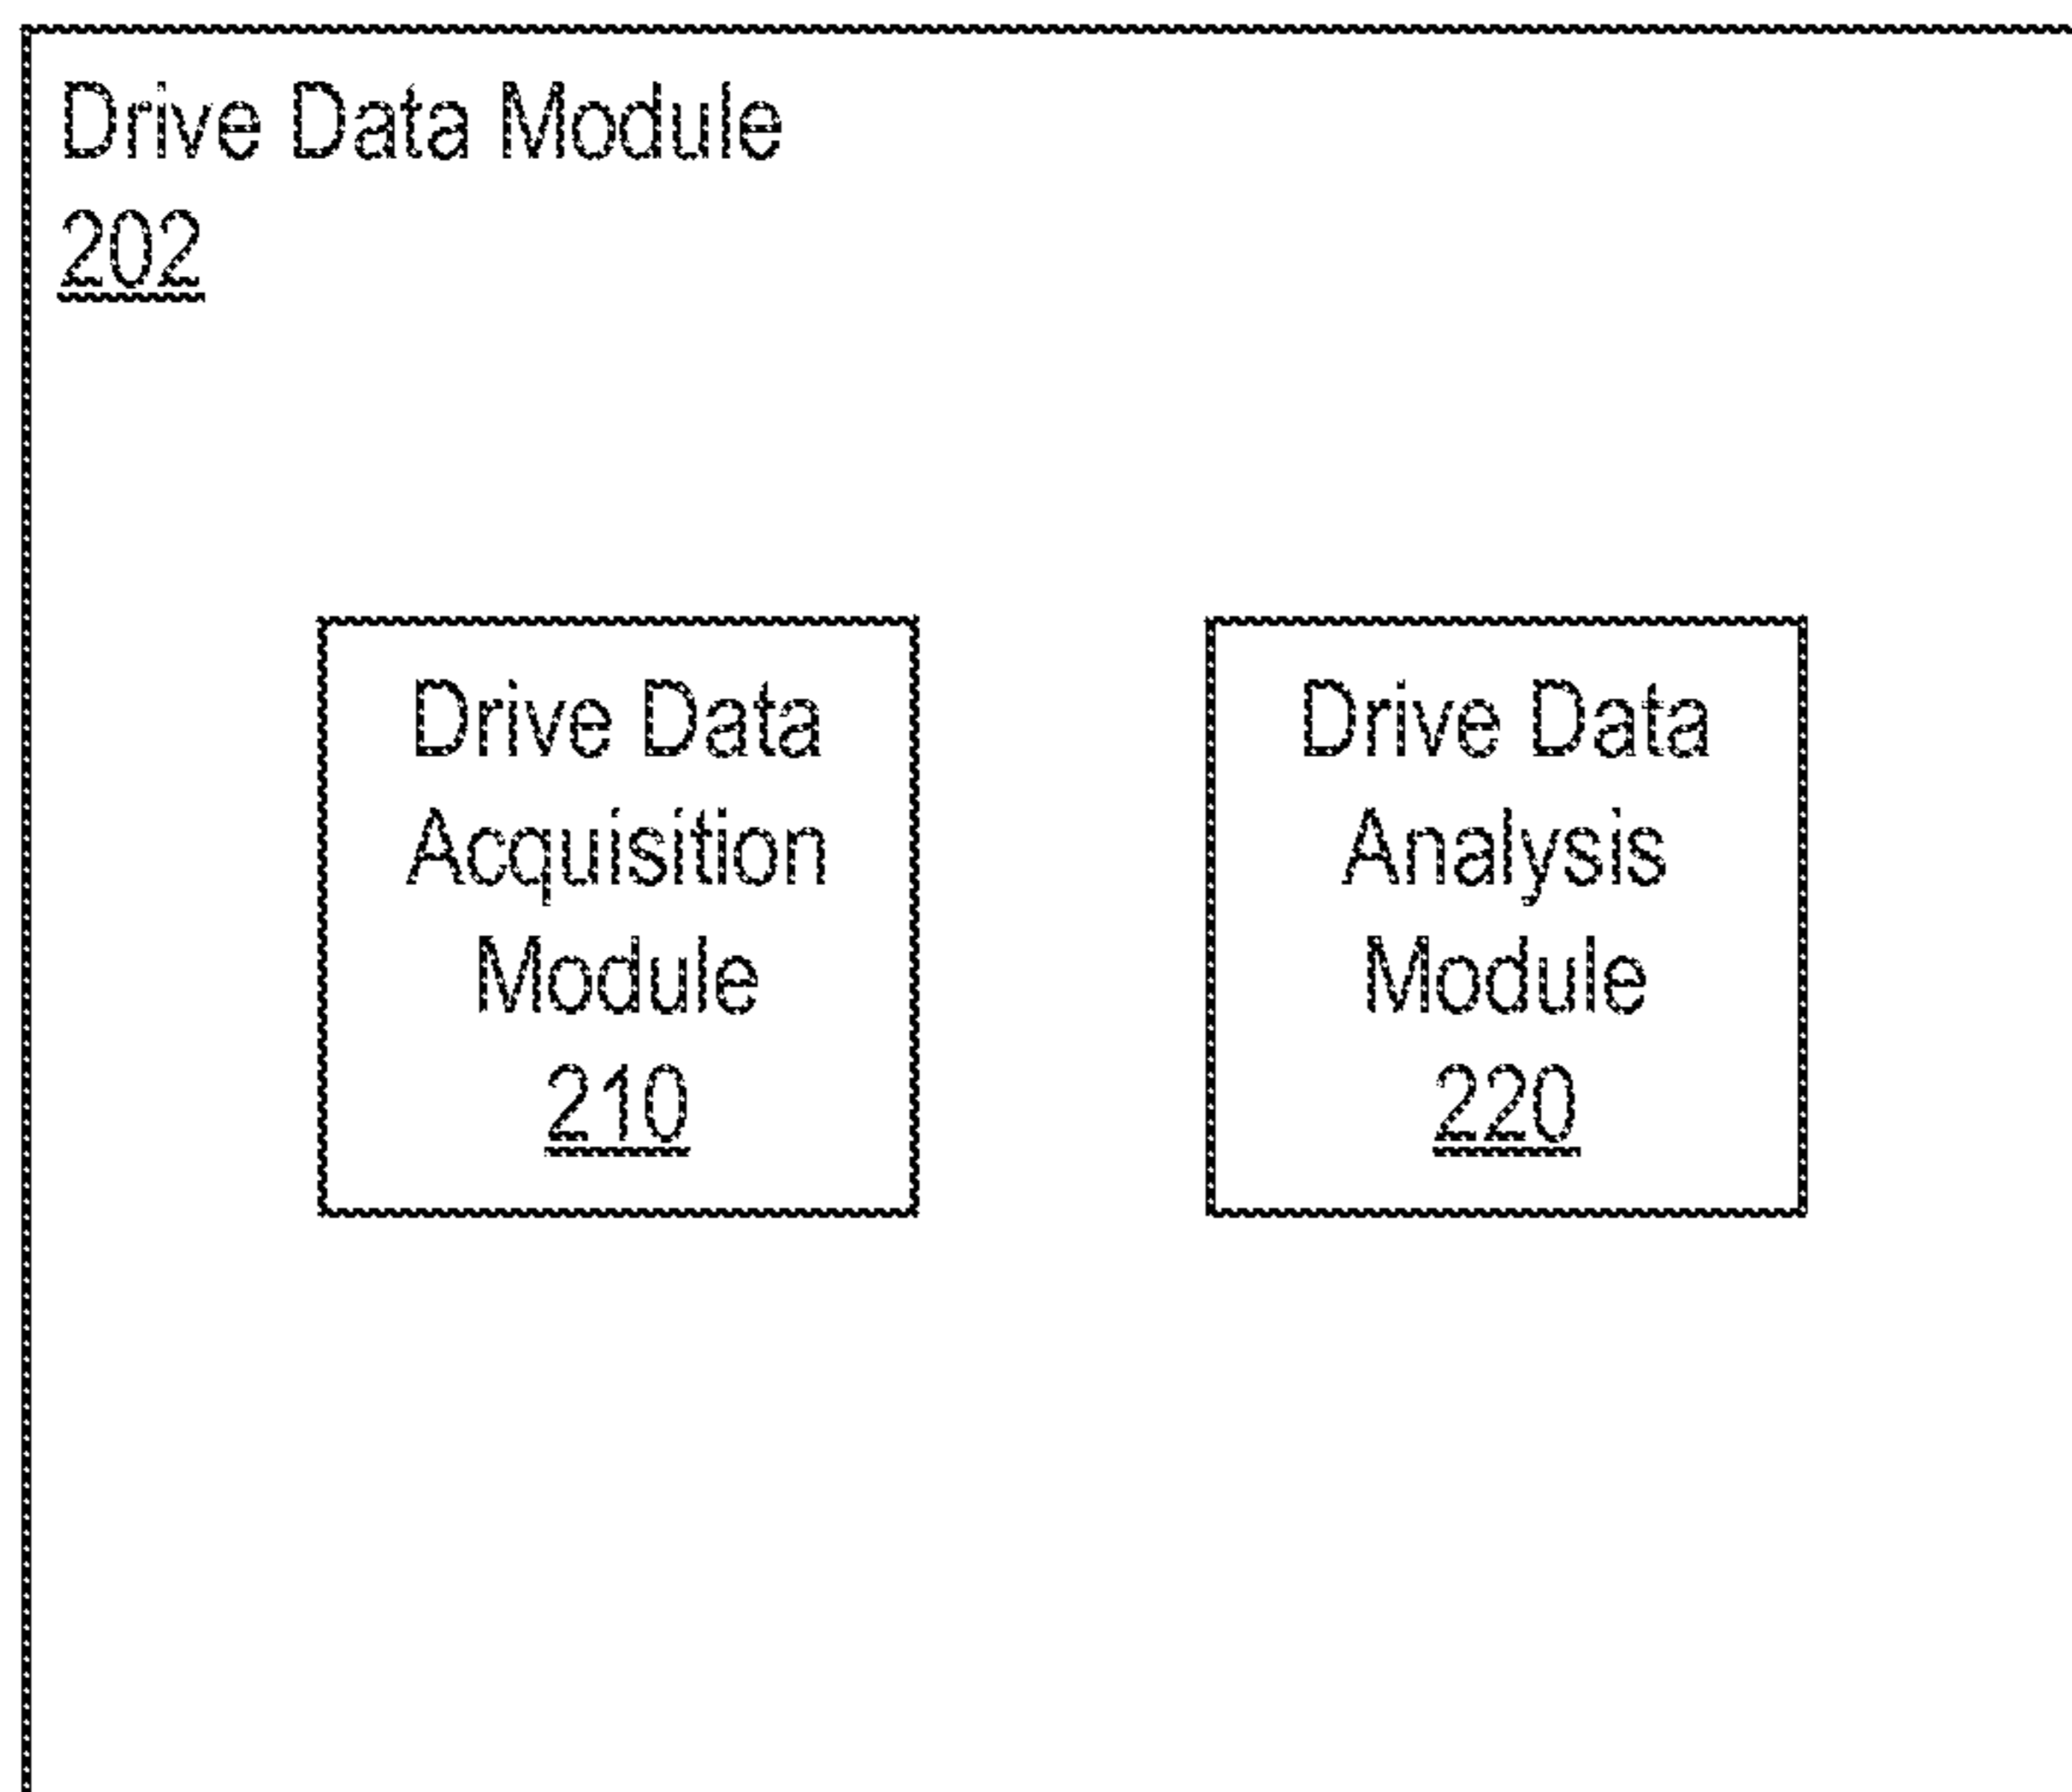 Drive Data Module
202
Drive Data
Acquisition
Module
210
Drive Data
Analysis
Module
220